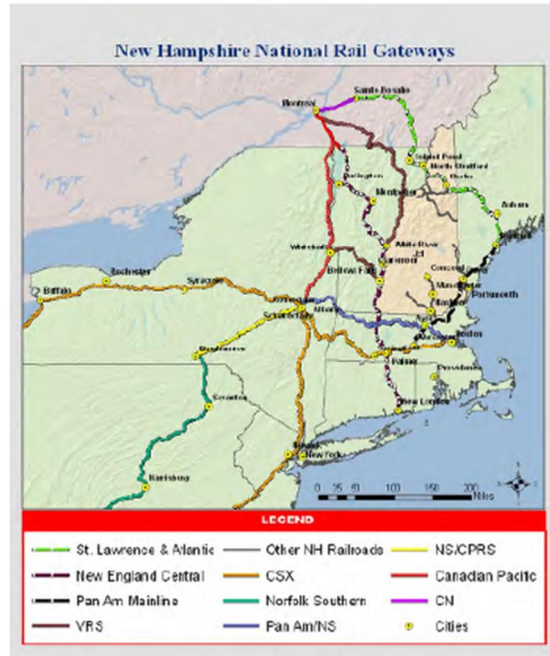 New Hampshire National Rail Gateways
Montreal
Sainte Rosalie
Island Pond
North Stratford
Burlington
Montpelier
Auburn
White River
Jct
Whitehall
Claremont
Bellows Falls
Concord
Portsmouth
Rochester
Buffalo
Syracuse
Albany
Schenectady
Boston
Palmer
Providence
New London
Scranton
New York
Harrisburg
0 25 50 100 150 200
Miles
LEGEND
St. Lawrence & Atlantic
Other NH Railroads
NS/CPRS
New England Central
CSX
Canadian Pacific
Pan Am Mainline
Norfolk Southern
CN
VRS
Pan Am/NS
Cities